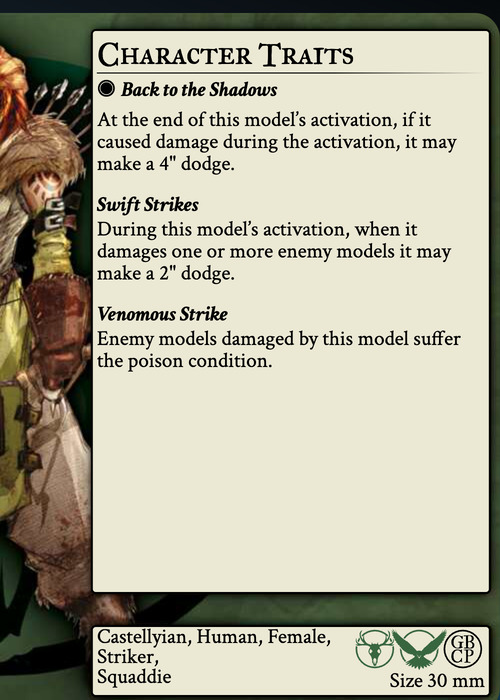 Character Traits
Back to the Shadows
At the end of this model's activation, if it
caused damage during the activation, it may
make a 4" dodge.
Swift Strikes
During this model's activation, when it
damages one or more enemy models it may
make a 2" dodge.
Venomous Strike
Enemy models damaged by this model suffer
the poison condition.
Castellyian, Human, Female,
Striker,
Squaddie
GB
CP
Size 30 mm